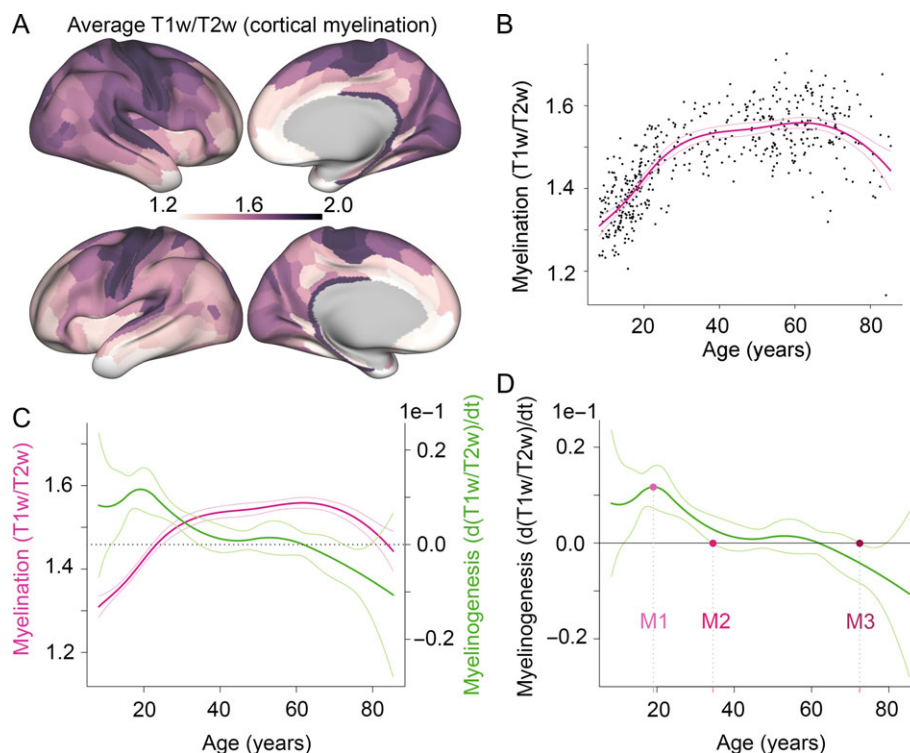 A
Average T1w/T2w (cortical myelination)
1.2 1.6 2.0
B
Myelination (T1w/T2w)
1.6
1.4
1.2
20 40 60 80
Age (years)
C
Myelination (T1w/T2w)
1.6
1.4
1.2
20 40 60 80
Age (years)
1e-1
0.2
0.0
−0.2
Myelinogenesis (d(T1w/T2w)/dt)
D
1e-1
Myelinogenesis (d(T1w/T2w)/dt)
0.2
0.0
−0.2
M1 M2 M3
20 40 60 80
Age (years)